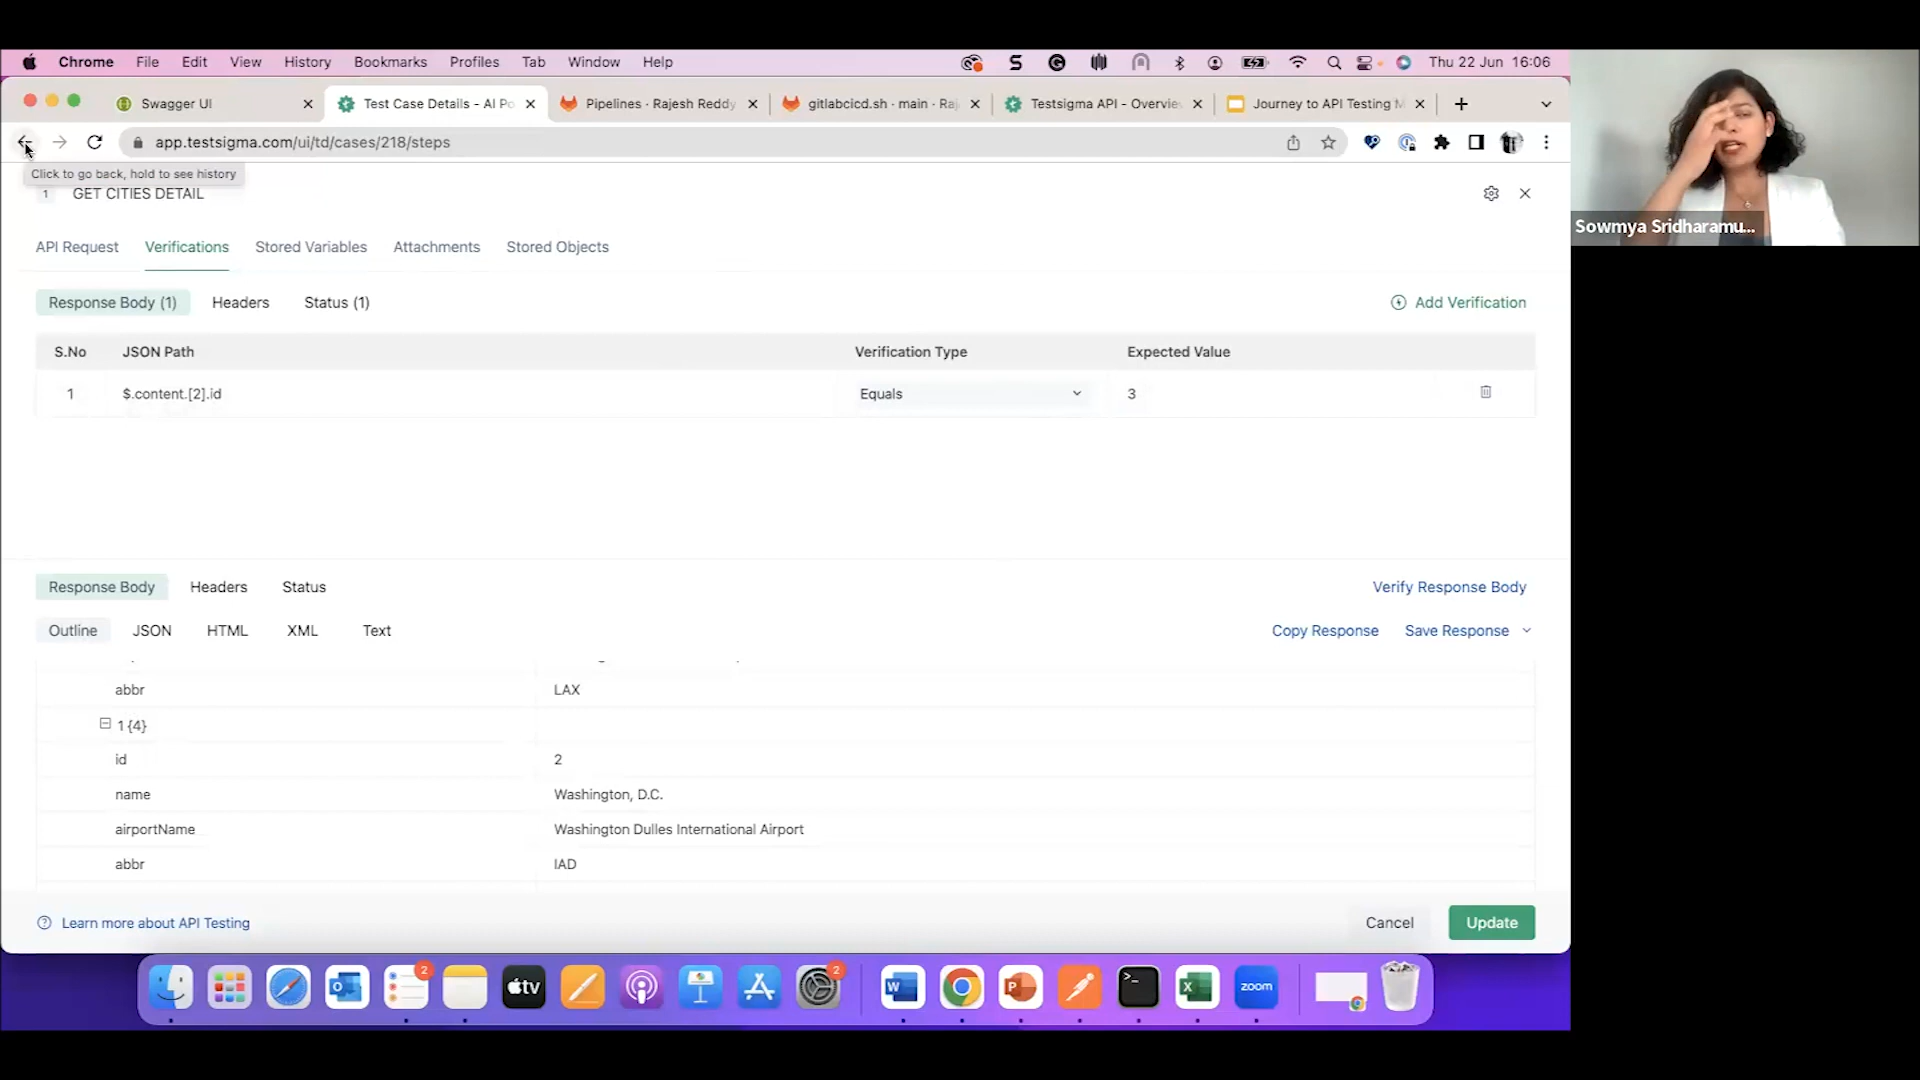 Chrome File Edit View History Bookmarks Profiles Tab Window Help Thu 22 Jun 16:06
Swagger UI Test Case Details - AI Po Pipelines · Rajesh Reddy gitlabcicd.sh · main · Raj Testsigma API - Overvie Journey to API Testing M
app.testsigma.com/ui/td/cases/218/steps
Click to go back, hold to see history
1 GET CITIES DETAIL
API Request Verifications Stored Variables Attachments Stored Objects
Response Body (1) Headers Status (1) Add Verification
S.No JSON Path Verification Type Expected Value
1 $.content.[2].id Equals 3
Response Body Headers Status Verify Response Body
Outline JSON HTML XML Text Copy Response Save Response
abbr LAX
1 {4}
id 2
name Washington, D.C.
airportName Washington Dulles International Airport
abbr IAD
Learn more about API Testing Cancel Update
2 tv 2 W P >_ X zoom
Sowmya Sridharamu...